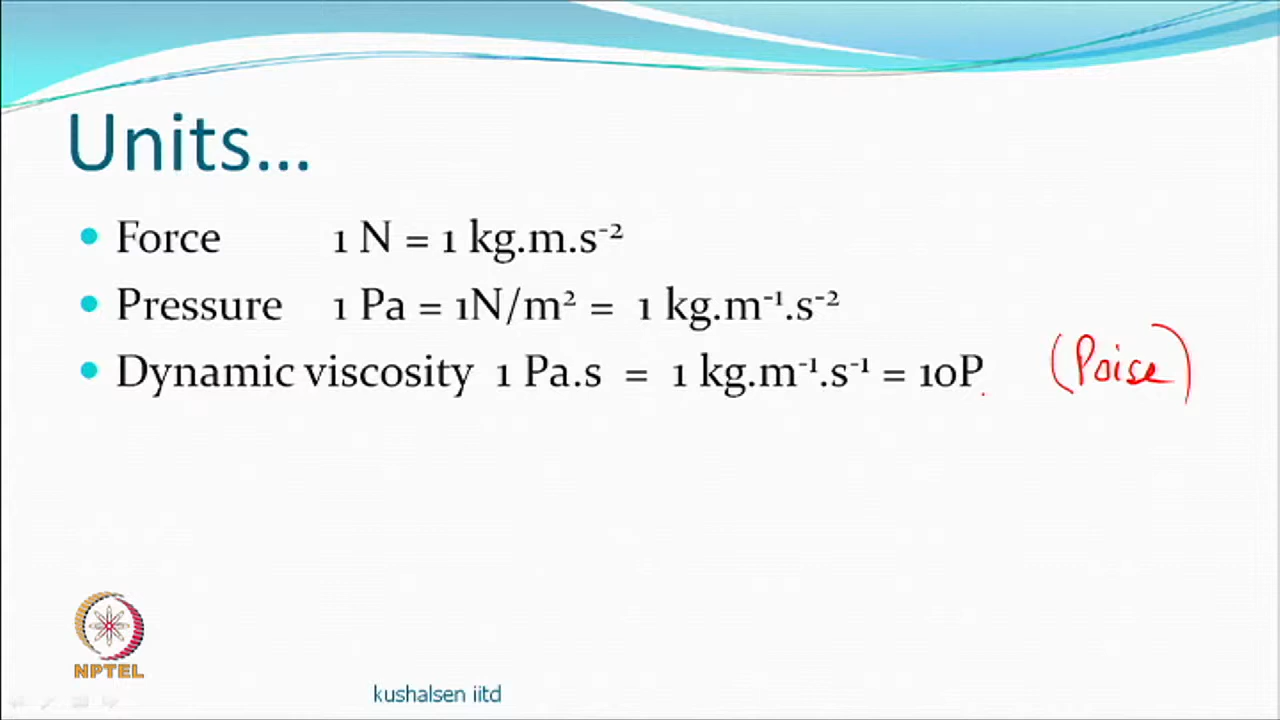 Units...
Force 1 N = 1 kg.m.s⁻²
Pressure 1 Pa = 1N/m² = 1 kg.m⁻¹.s⁻²
Dynamic viscosity 1 Pa.s = 1 kg.m⁻¹.s⁻¹ = 10P (Poise)
NPTEL
kushalsen iitd